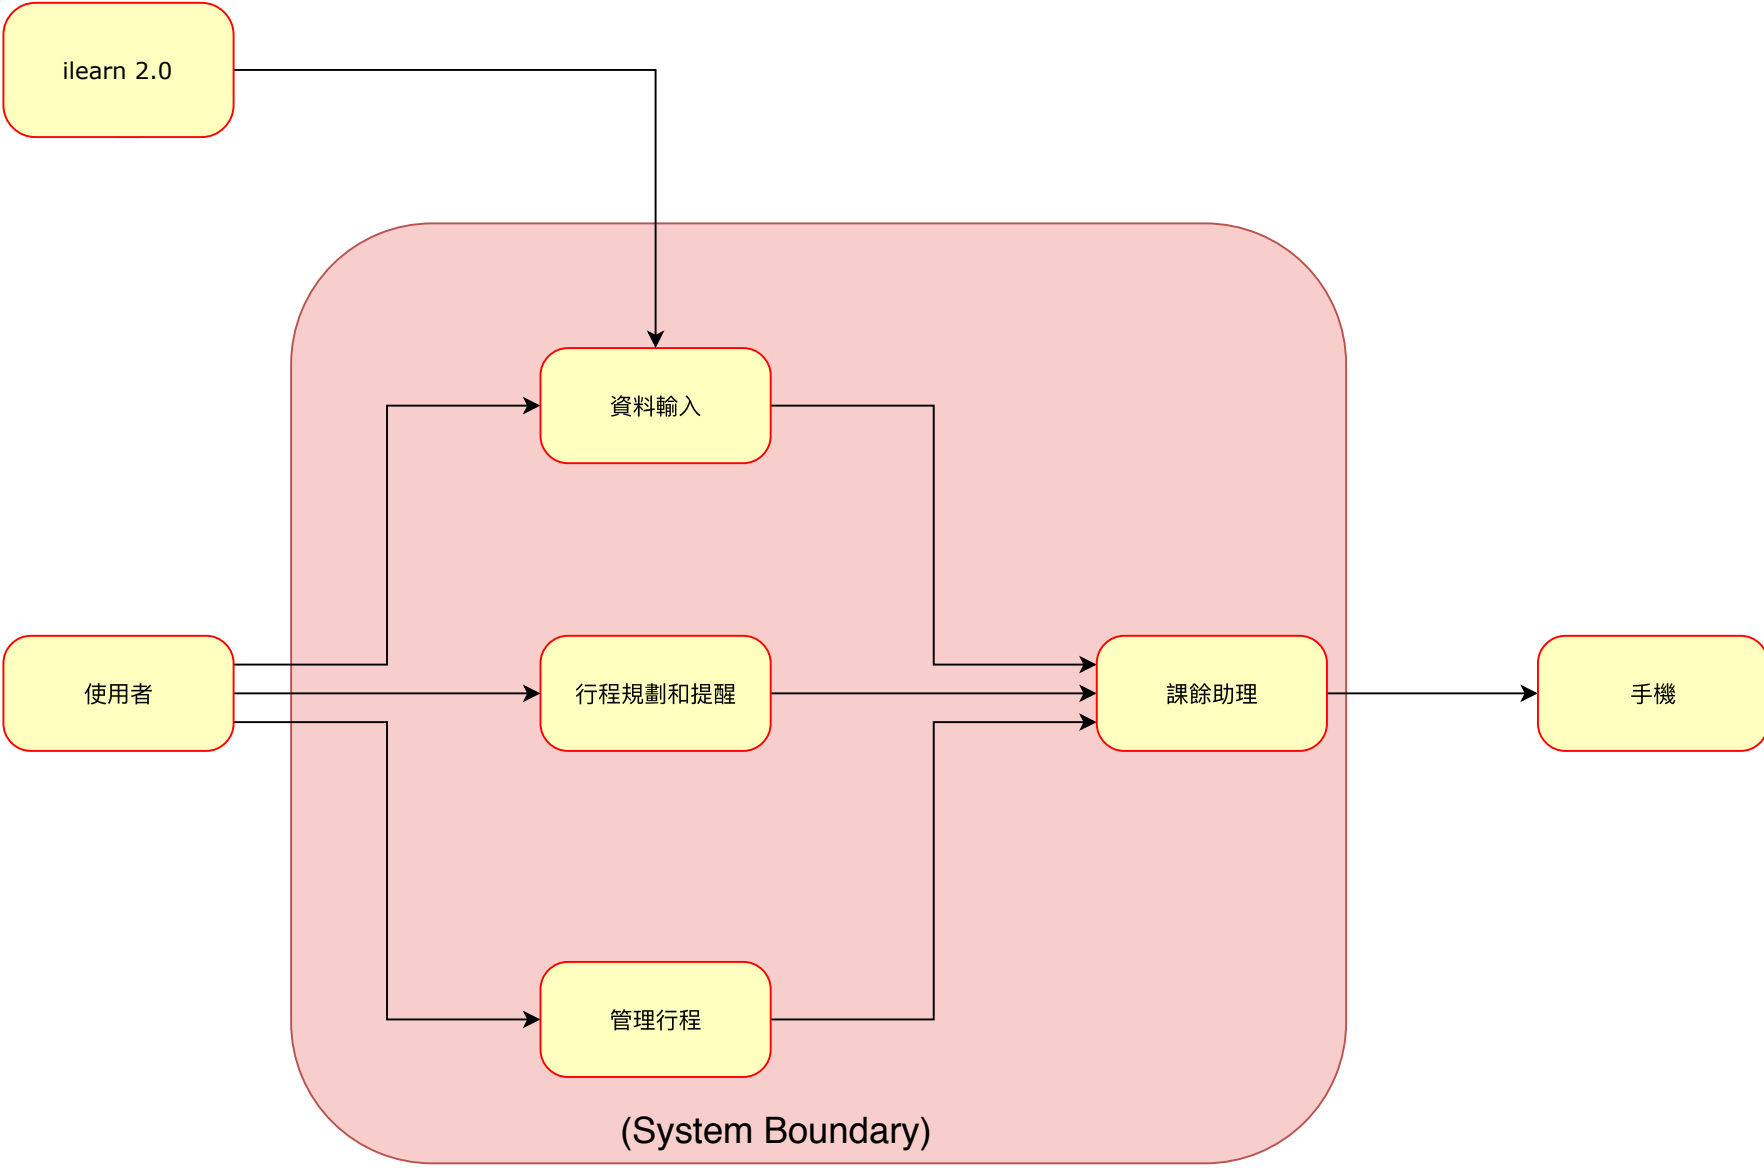 ilearn 2.0
資料輸入
使用者
行程規劃和提醒
課餘助理
手機
管理行程
(System Boundary)